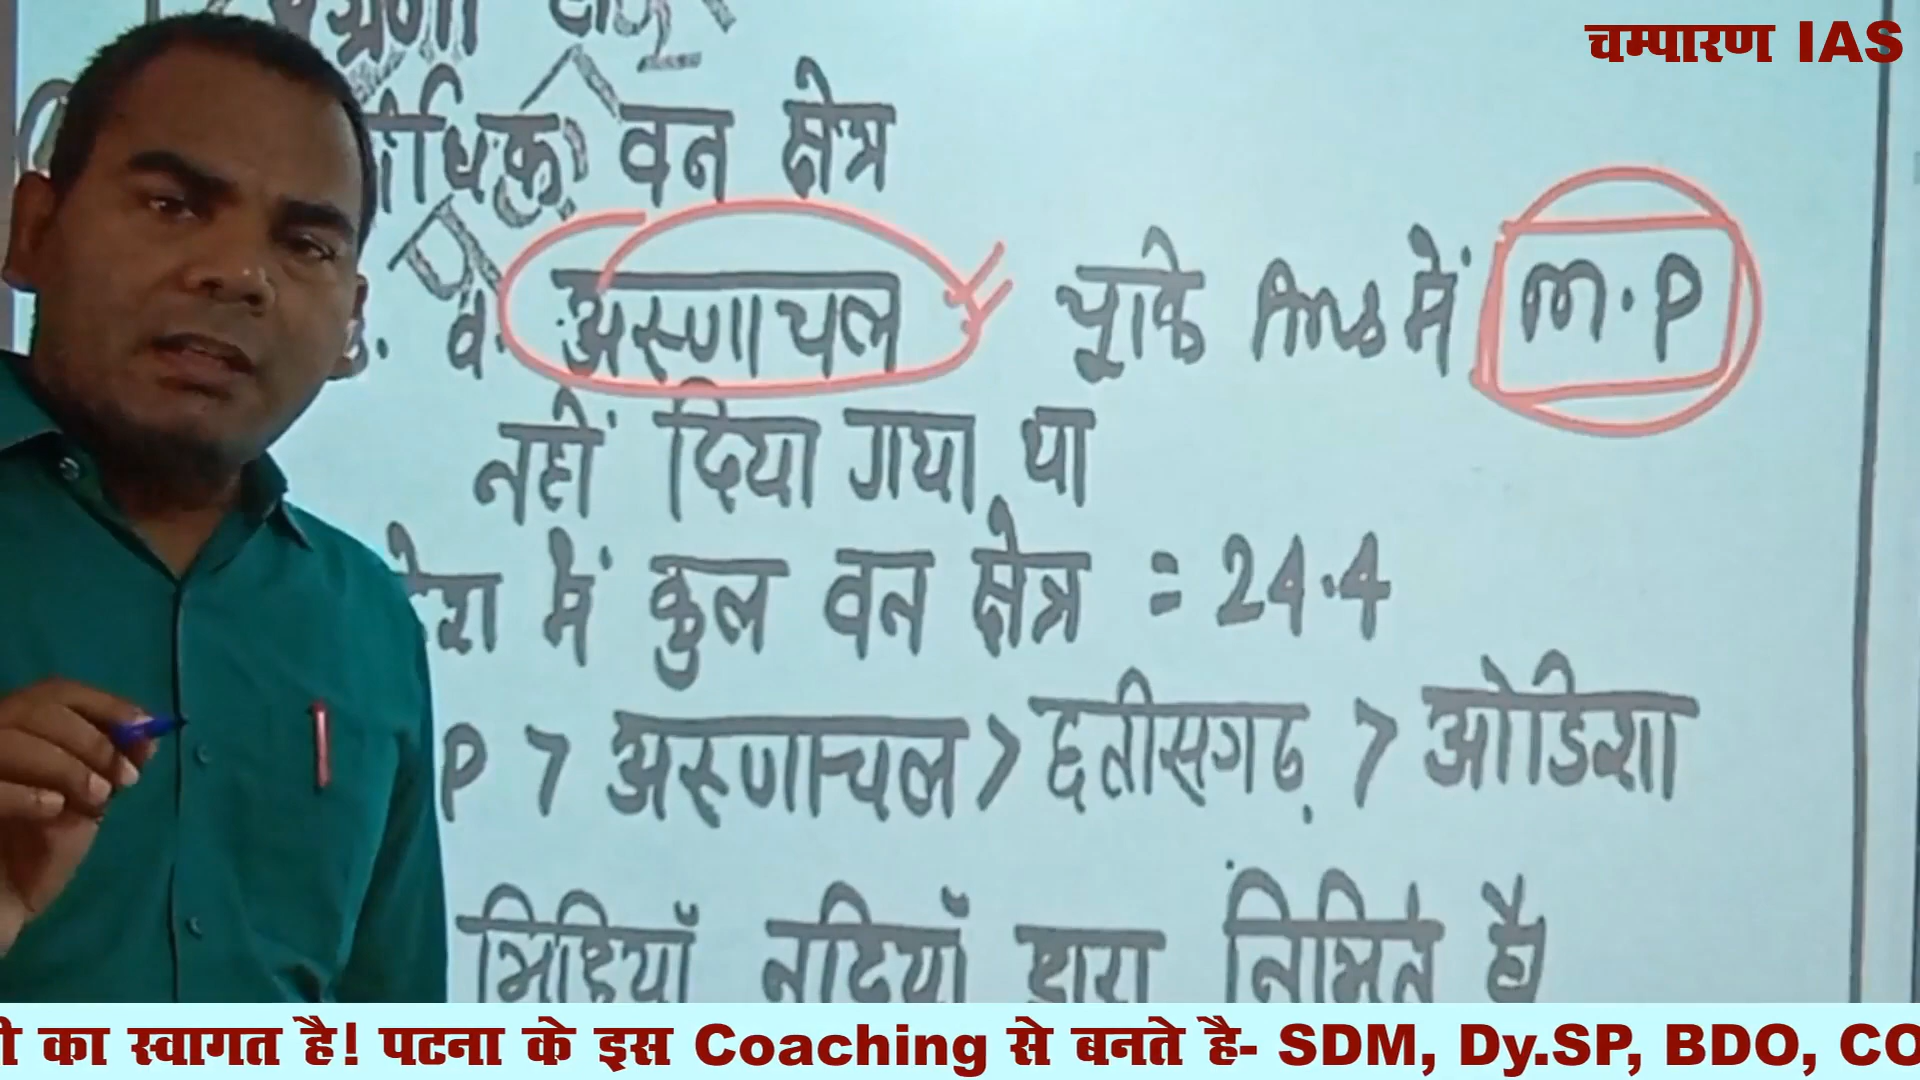 चम्पारण IAS
वन क्षेत्र
अरुणाचल चूकि Ans में M.P
नहीं दिया गया था
में कुल वन क्षेत्र = 24.4
P > अरुणाचल > छतीसगढ़ > ओडिशा
नदियाँ द्वारा निर्मित है
का स्वागत है! पटना के इस Coaching से बनते है- SDM, Dy.SP, BDO, CO